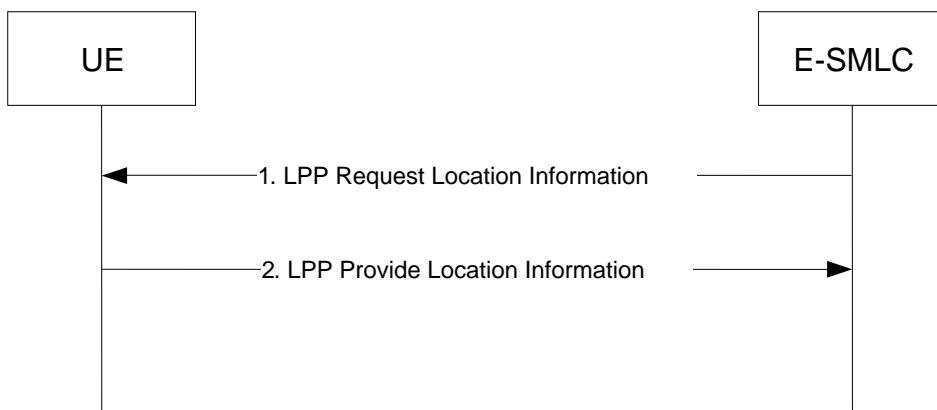 UE
E-SMLC
1. LPP Request Location Information
2. LPP Provide Location Information